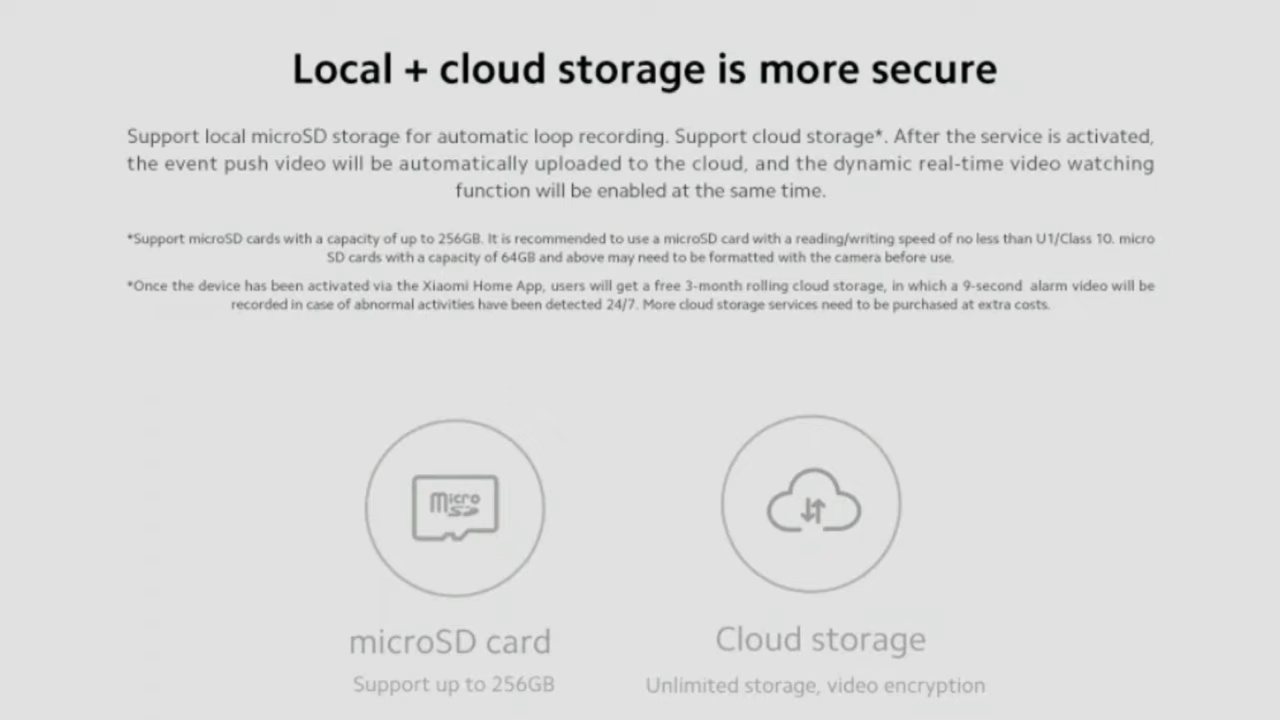 Local + cloud storage is more secure
Support local microSD storage for automatic loop recording. Support cloud storage*. After the service is activated,
the event push video will be automatically uploaded to the cloud, and the dynamic real-time video watching
function will be enabled at the same time.
*Support microSD cards with a capacity of up to 256GB. It is recommended to use a microSD card with a reading/writing speed of no less than U1/Class 10. micro
SD cards with a capacity of 64GB and above may need to be formatted with the camera before use.
*Once the device has been activated via the Xiaomi Home App, users will get a free 3-month rolling cloud storage, in which a 9-second alarm video will be
recorded in case of abnormal activities have been detected 24/7. More cloud storage services need to be purchased at extra costs.
micro
SD
microSD card
Cloud storage
Support up to 256GB
Unlimited storage, video encryption